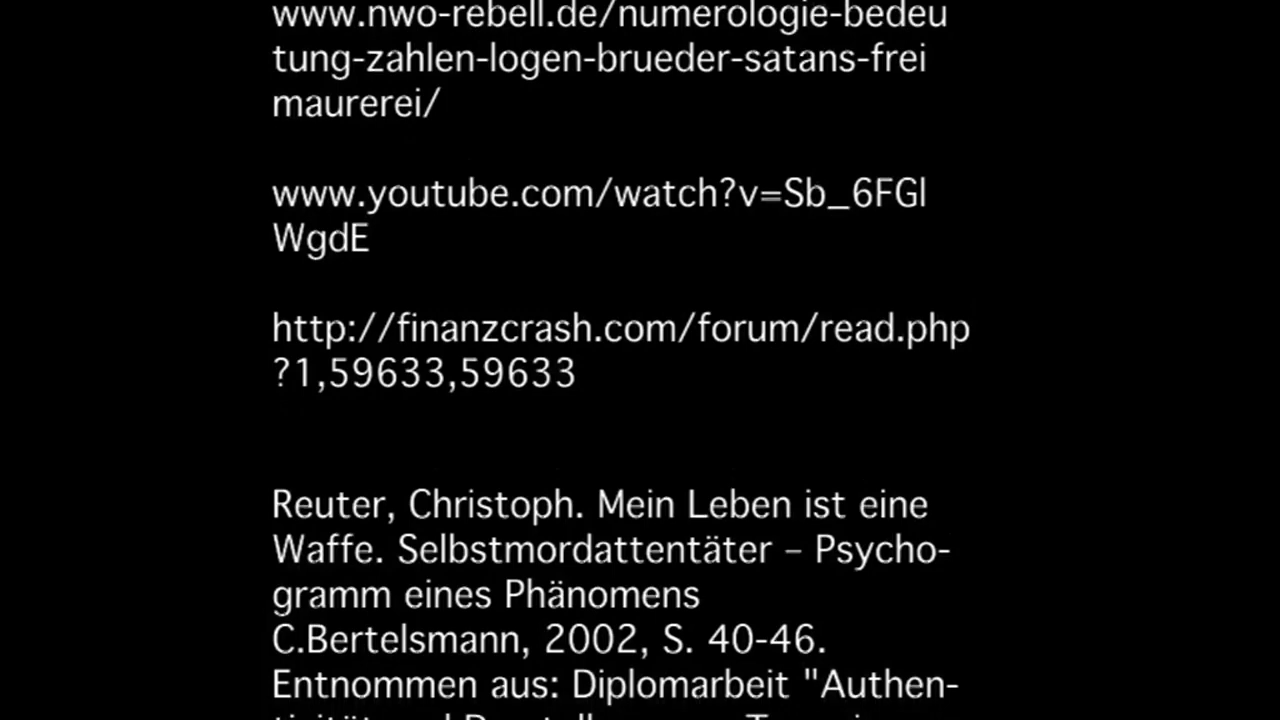 www.nwo-rebell.de/numerologie-bedeu
tung-zahlen-logen-brueder-satans-frei
maurerei/
www.youtube.com/watch?v=Sb_6FGl
WgdE
http://finanzcrash.com/forum/read.php
?1,59633,59633
Reuter, Christoph. Mein Leben ist eine
Waffe. Selbstmordattentäter – Psycho-
gramm eines Phänomens
C.Bertelsmann, 2002, S. 40-46.
Entnommen aus: Diplomarbeit "Authen-